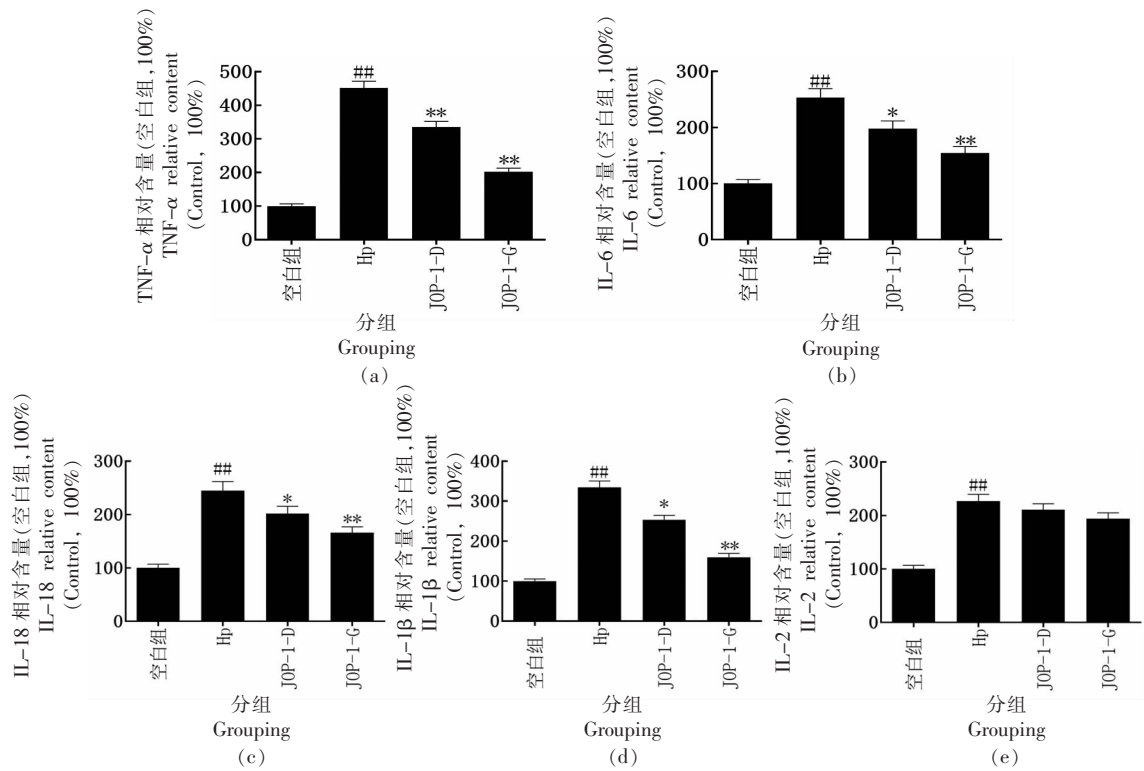 TNF-α 相对含量(空白组,100%)
TNF-α relative content
(Control, 100%)
500
400
300
200
100
0
##
**
**
空白组
Hp
JOP-1-D
JOP-1-G
分组
Grouping
(a)
IL-6 相对含量(空白组,100%)
IL-6 relative content
(Control, 100%)
300
200
100
0
##
*
**
空白组
Hp
JOP-1-D
JOP-1-G
分组
Grouping
(b)
IL-18 相对含量(空白组,100%)
IL-18 relative content
(Control, 100%)
300
200
100
0
##
*
**
空白组
Hp
JOP-1-D
JOP-1-G
分组
Grouping
(c)
IL-1β 相对含量(空白组,100%)
IL-1β relative content
(Control, 100%)
400
300
200
100
0
##
*
**
空白组
Hp
JOP-1-D
JOP-1-G
分组
Grouping
(d)
IL-2 相对含量(空白组,100%)
IL-2 relative content
(Control, 100%)
300
200
100
0
##
空白组
Hp
JOP-1-D
JOP-1-G
分组
Grouping
(e)